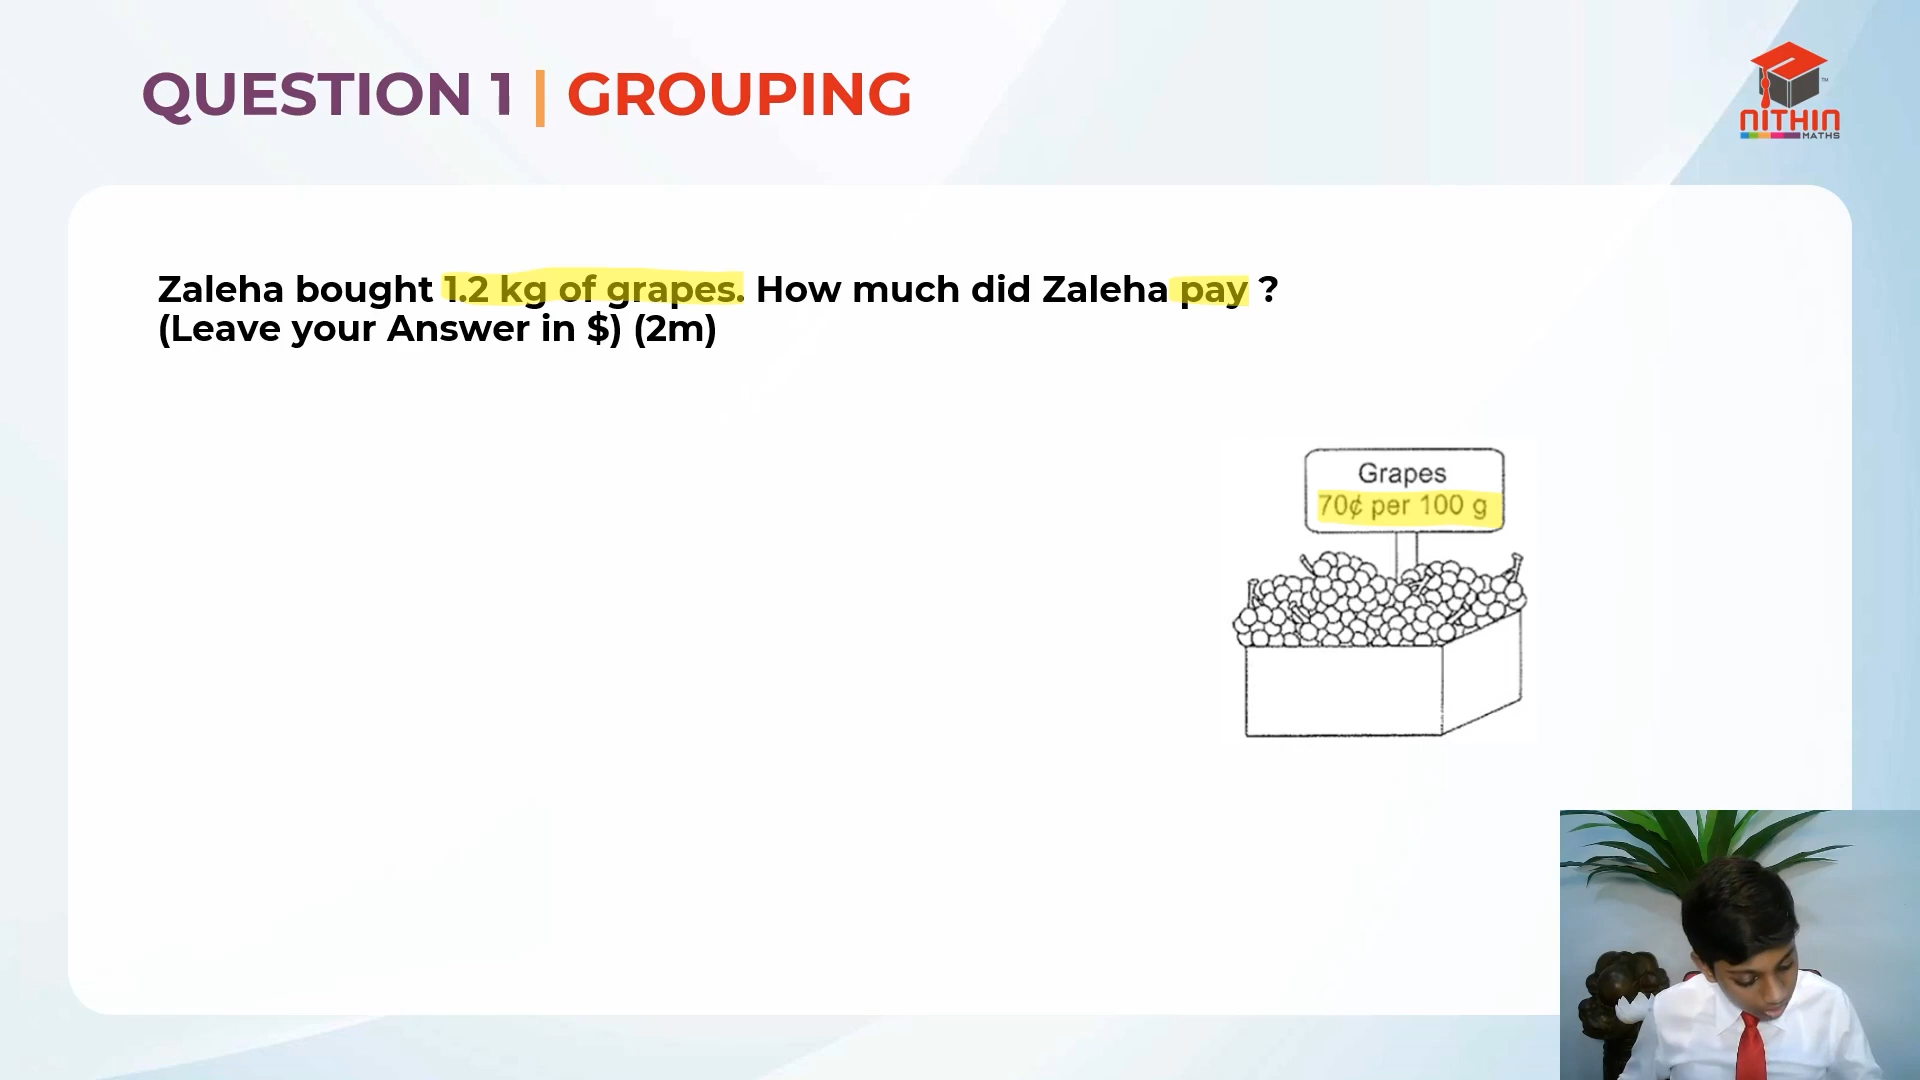 QUESTION 1 | GROUPING
NITHIN
MATHS
TM
Zaleha bought 1.2 kg of grapes. How much did Zaleha pay ?
(Leave your Answer in $) (2m)
Grapes
70¢ per 100 g